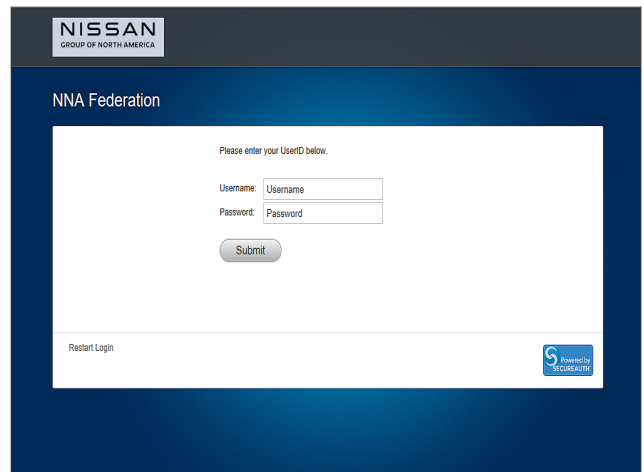 NISSAN
GROUP OF NORTH AMERICA
NNA Federation
Please enter your UserID below.
Username: Username
Password: Password
Submit
Restart Login
S Powered by
SECUREAUTH